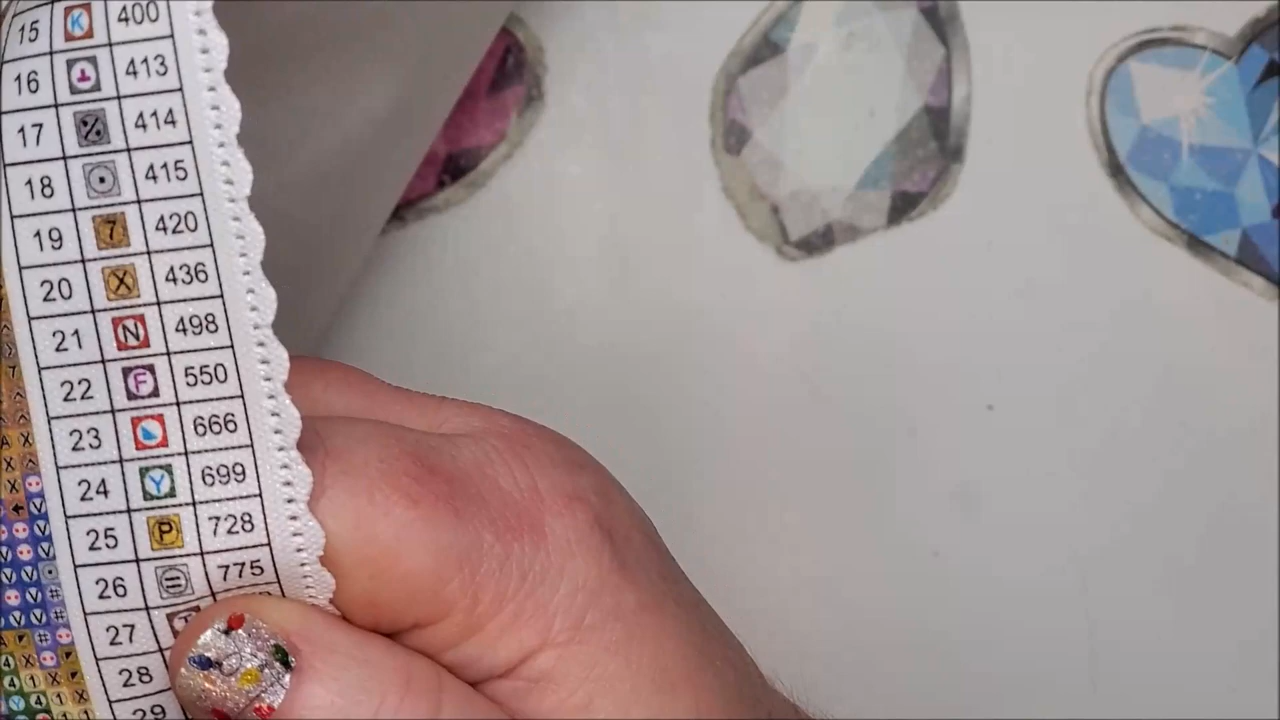 15 K 400
16 ⊥ 413
17 ٪ 414
18 ⊙ 415
19 7 420
20 X 436
21 N 498
22 F 550
23 ◣ 666
24 Y 699
25 P 728
26 = 775
27
28
29